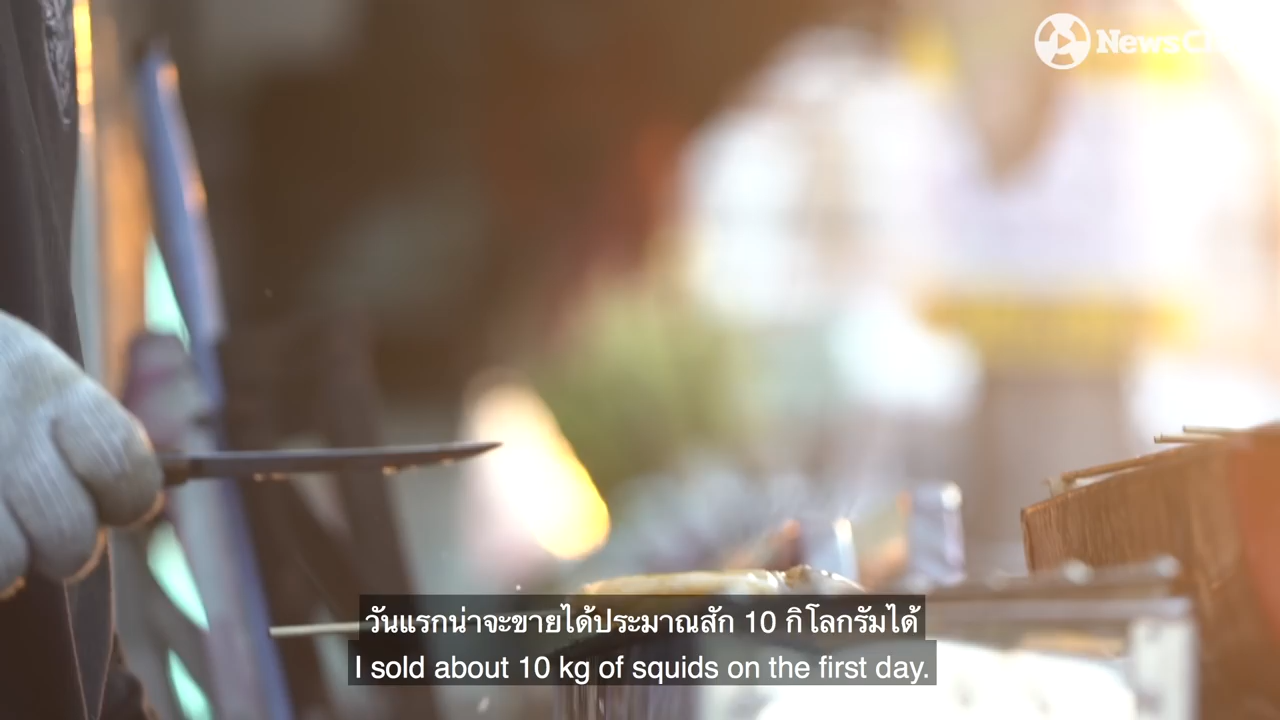 News
วันแรกน่าจะขายได้ประมาณสัก 10 กิโลกรัมได้
I sold about 10 kg of squids on the first day.